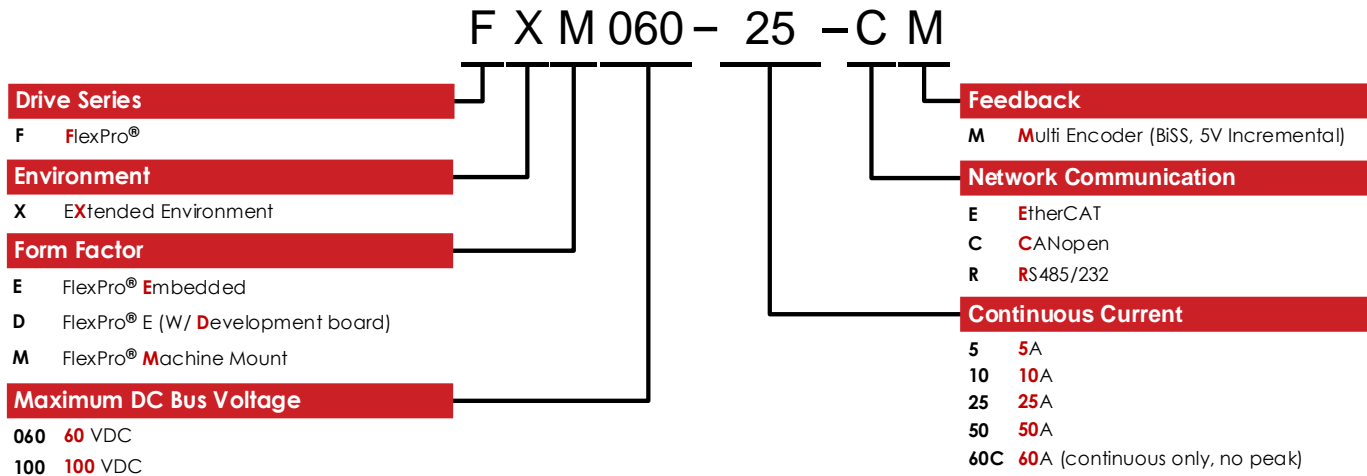 F X M 060 – 25 – C M
Drive Series
F FlexPro®
Environment
X EXtended Environment
Form Factor
E FlexPro® Embedded
D FlexPro® E (W/ Development board)
M FlexPro® Machine Mount
Maximum DC Bus Voltage
060 60 VDC
100 100 VDC
Feedback
M Multi Encoder (BiSS, 5V Incremental)
Network Communication
E EtherCAT
C CANopen
R RS485/232
Continuous Current
5 5A
10 10A
25 25A
50 50A
60C 60A (continuous only, no peak)